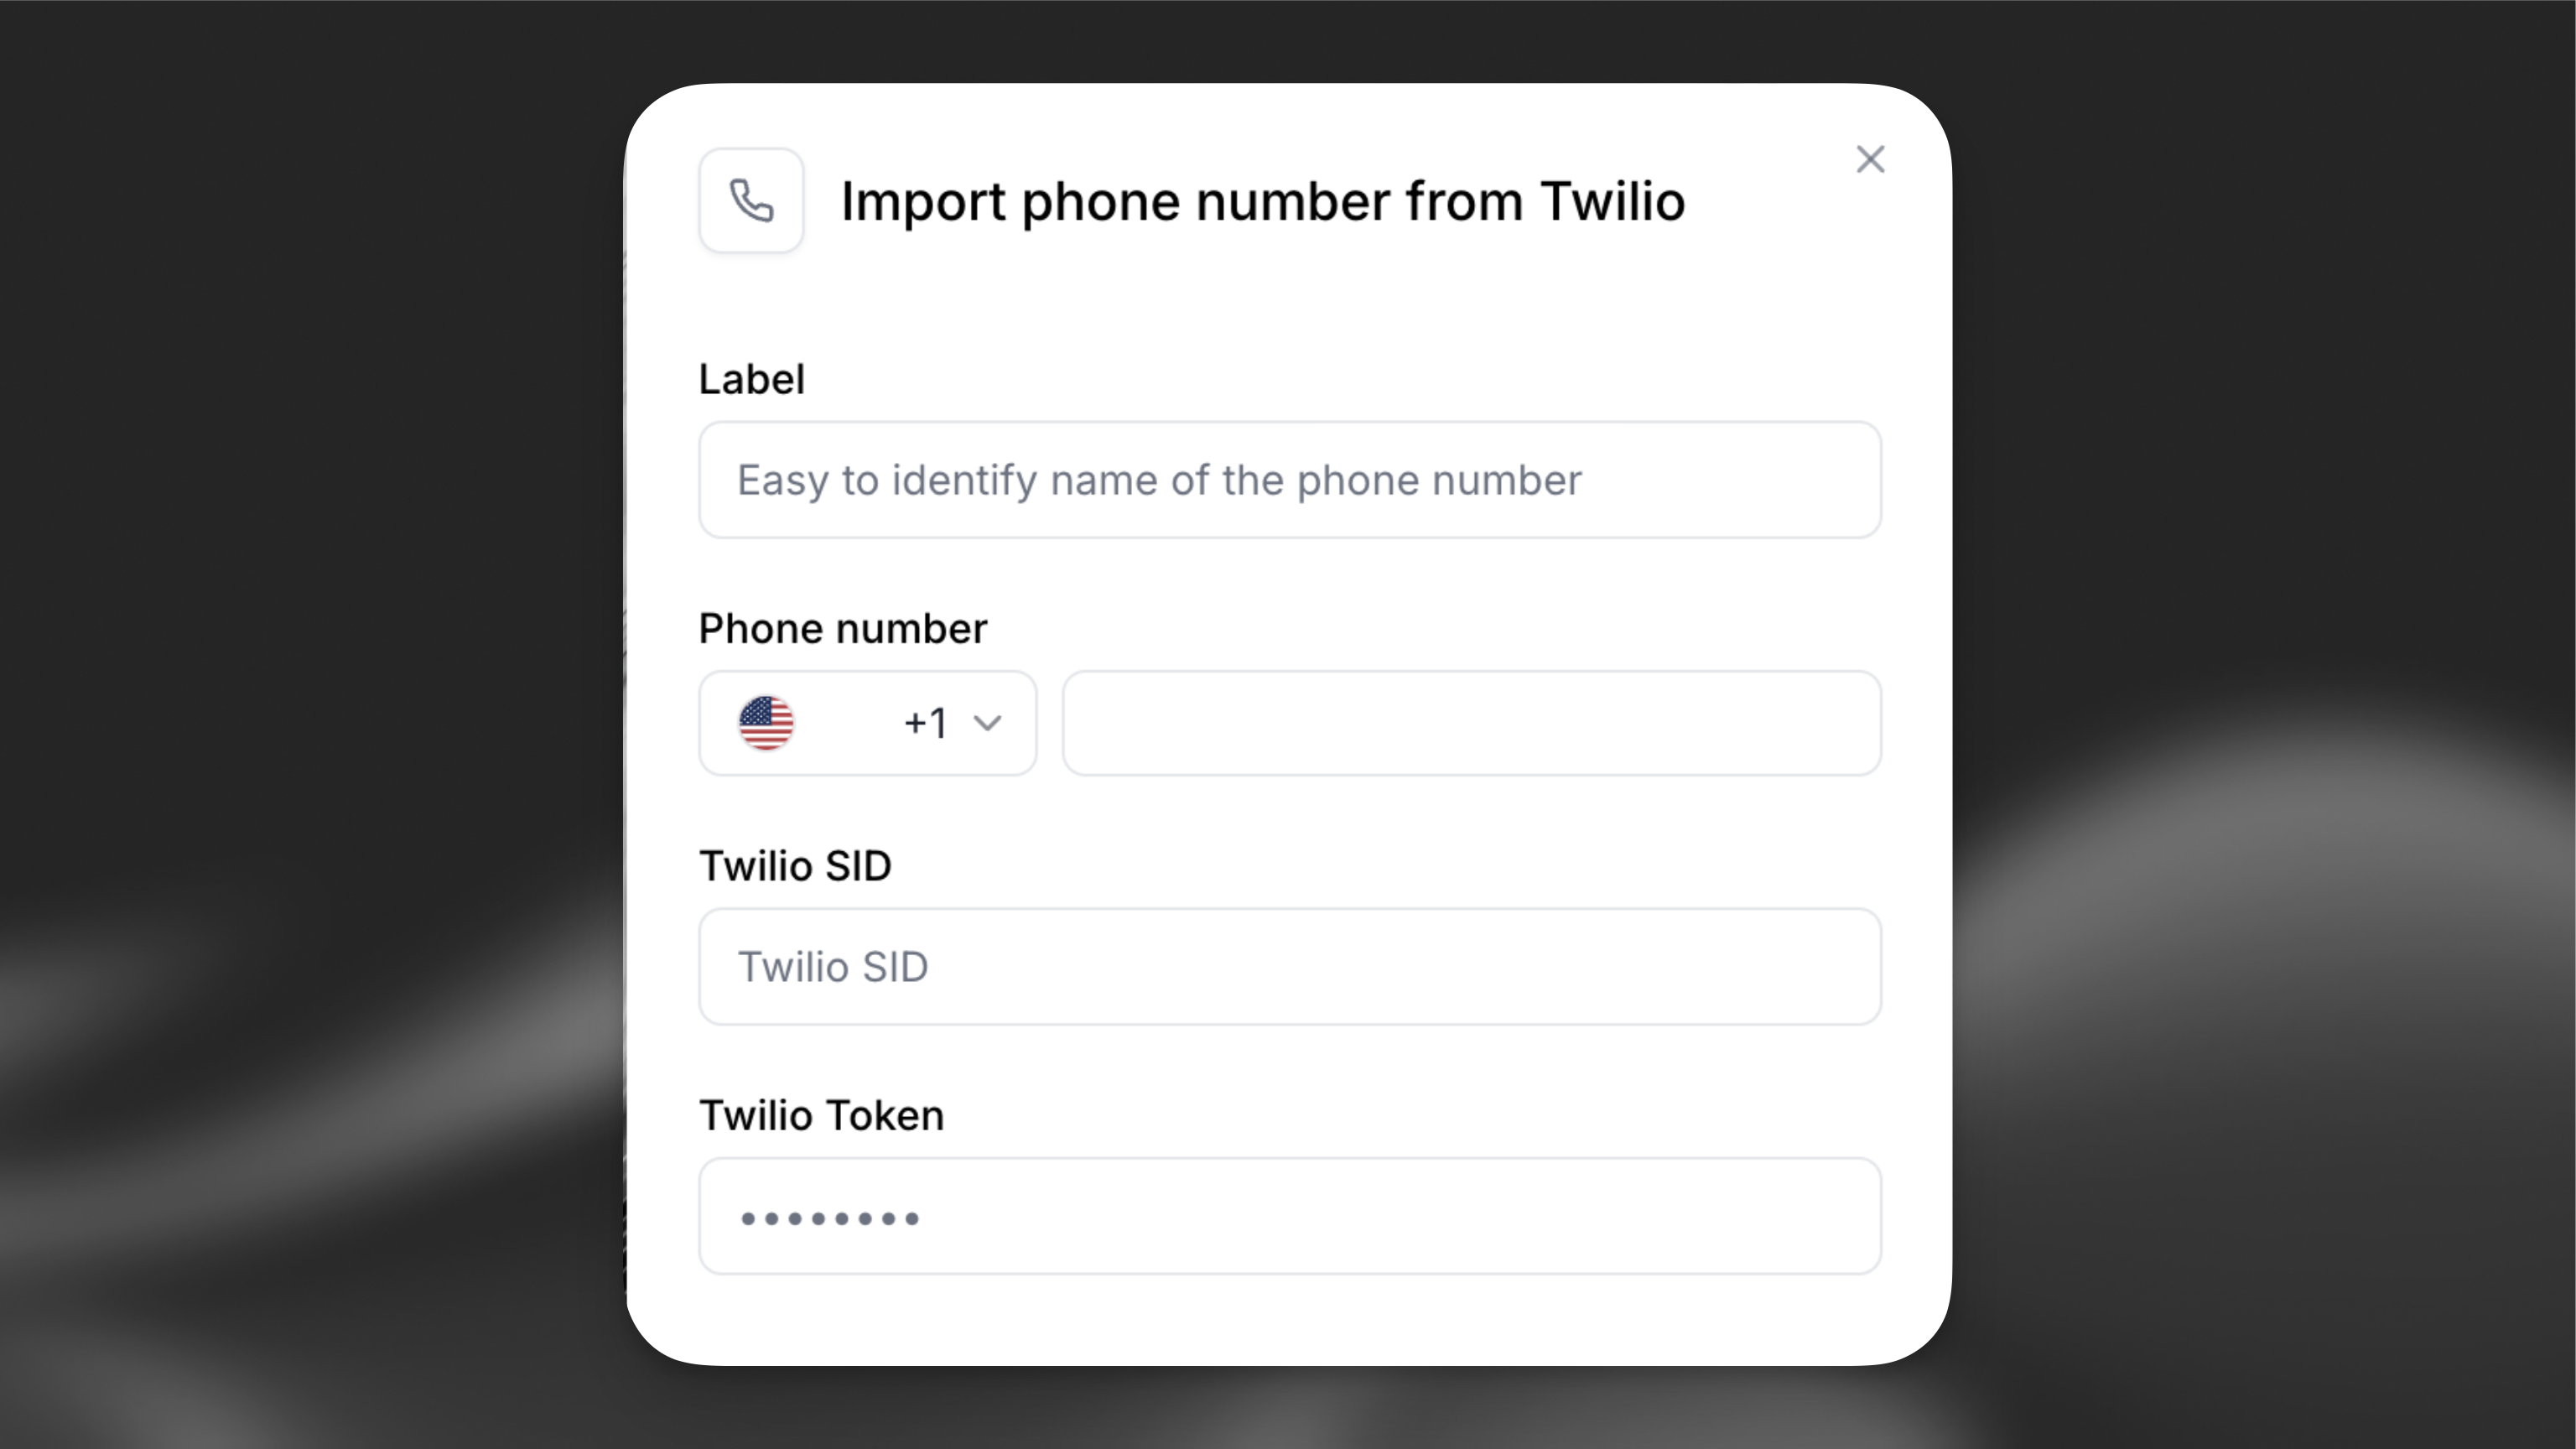 Import phone number from Twilio
Label
Easy to identify name of the phone number
Phone number
+1
Twilio SID
Twilio SID
Twilio Token
••••••••